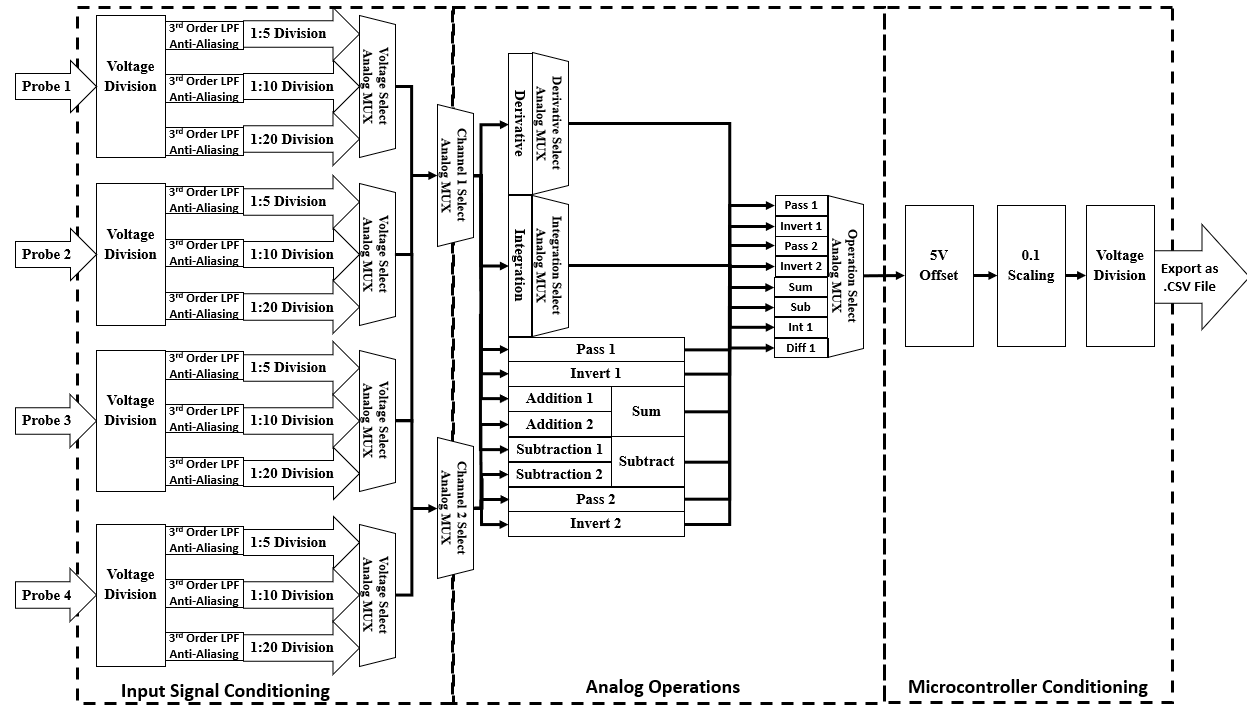 Probe 1
Voltage
Division
3rd Order LPF
Anti-Aliasing
1:5 Division
3rd Order LPF
Anti-Aliasing
1:10 Division
3rd Order LPF
Anti-Aliasing
1:20 Division
Voltage Select
Analog MUX
Probe 2
Voltage
Division
3rd Order LPF
Anti-Aliasing
1:5 Division
3rd Order LPF
Anti-Aliasing
1:10 Division
3rd Order LPF
Anti-Aliasing
1:20 Division
Voltage Select
Analog MUX
Probe 3
Voltage
Division
3rd Order LPF
Anti-Aliasing
1:5 Division
3rd Order LPF
Anti-Aliasing
1:10 Division
3rd Order LPF
Anti-Aliasing
1:20 Division
Voltage Select
Analog MUX
Probe 4
Voltage
Division
3rd Order LPF
Anti-Aliasing
1:5 Division
3rd Order LPF
Anti-Aliasing
1:10 Division
3rd Order LPF
Anti-Aliasing
1:20 Division
Voltage Select
Analog MUX
Channel 1 Select
Analog MUX
Channel 2 Select
Analog MUX
Input Signal Conditioning
Derivative
Derivative Select
Analog MUX
Integration
Integration Select
Analog MUX
Pass 1
Invert 1
Addition 1
Addition 2
Sum
Subtraction 1
Subtraction 2
Subtract
Pass 2
Invert 2
Pass 1
Invert 1
Pass 2
Invert 2
Sum
Sub
Int 1
Diff 1
Operation Select
Analog MUX
Analog Operations
5V
Offset
0.1
Scaling
Voltage
Division
Export as
.CSV File
Microcontroller Conditioning